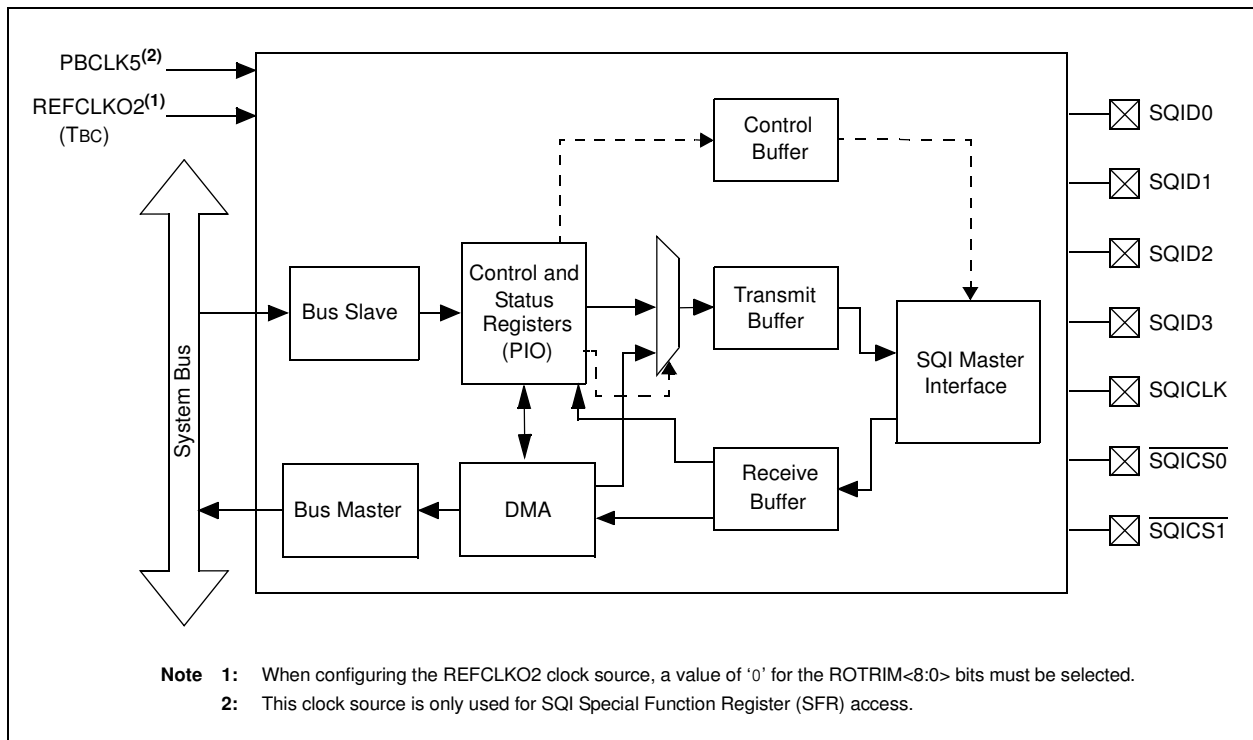 PBCLK5(2)
REFCLKO2(1)
(TBC)
System Bus
Bus Slave
Control and
Status
Registers
(PIO)
Control
Buffer
Transmit
Buffer
SQI Master
Interface
Bus Master
DMA
Receive
Buffer
SQID0
SQID1
SQID2
SQID3
SQICLK
SQICS0
SQICS1
Note 1: When configuring the REFCLKO2 clock source, a value of ‘0’ for the ROTRIM<8:0> bits must be selected.
2: This clock source is only used for SQI Special Function Register (SFR) access.